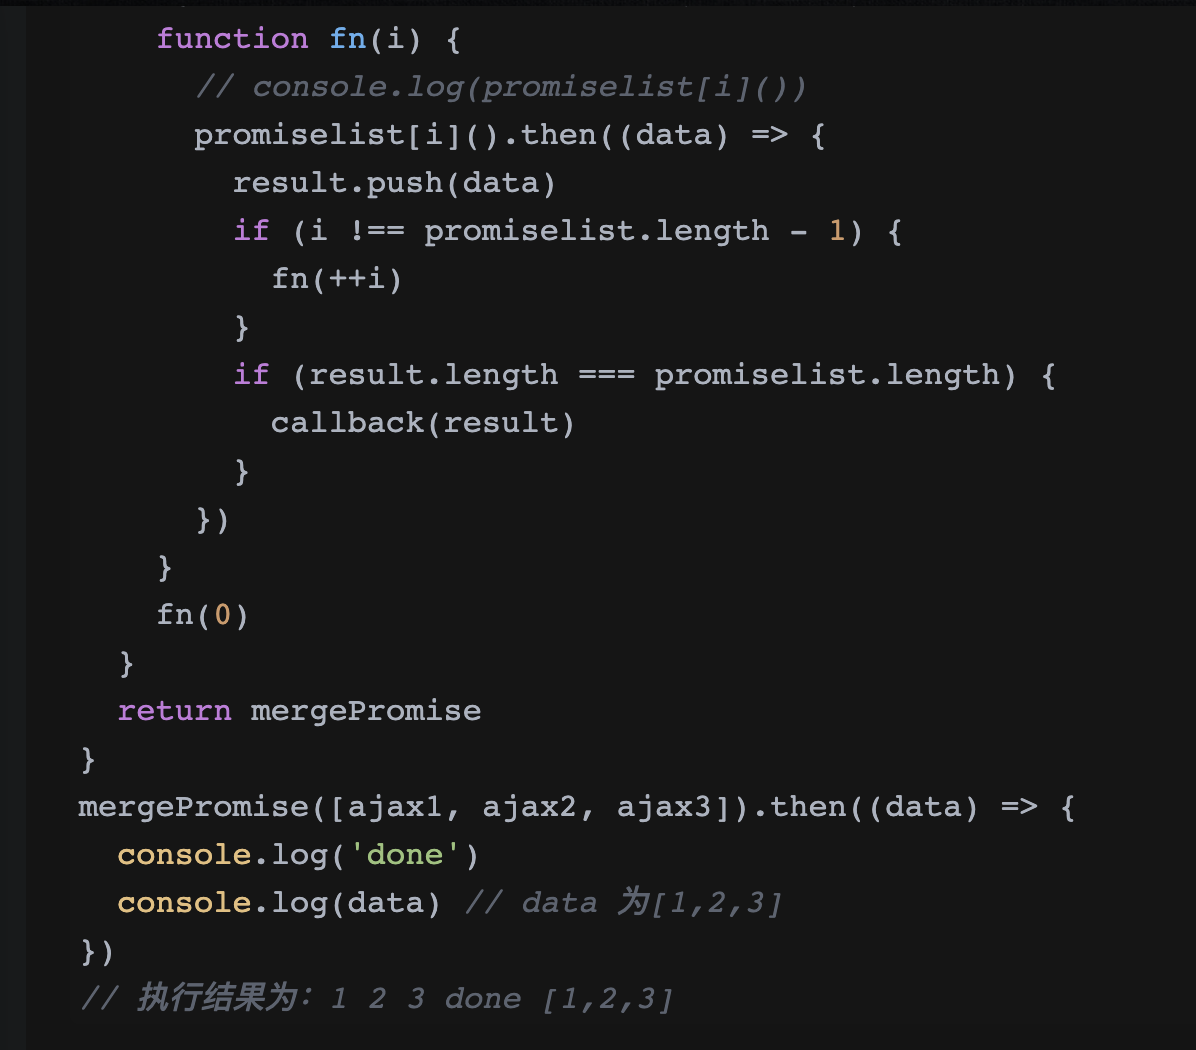 function fn(i) {
// console.log(promiselist[i]())
promiselist[i]().then((data) => {
result.push(data)
if (i !== promiselist.length - 1) {
fn(++i)
}
if (result.length === promiselist.length) {
callback(result)
}
})
}
fn(0)
}
return mergePromise
}
mergePromise([ajax1, ajax2, ajax3]).then((data) => {
console.log('done')
console.log(data) // data 为[1,2,3]
})
// 执行结果为：1 2 3 done [1,2,3]